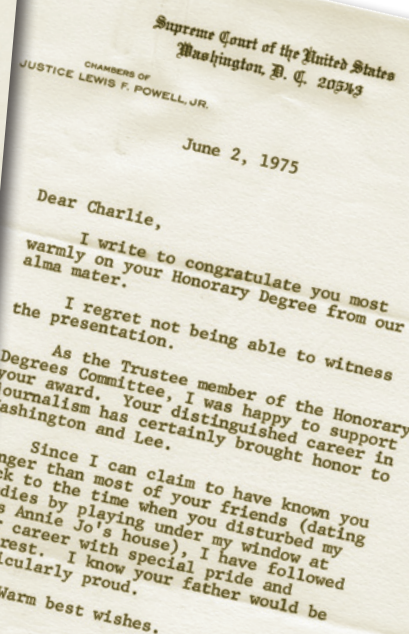 Supreme Court of the United States
Washington, D. C. 20543
CHAMBERS OF
JUSTICE LEWIS F. POWELL, JR.
June 2, 1975
Dear Charlie,
I write to congratulate you most
warmly on your Honorary Degree from our
alma mater.
I regret not being able to witness
the presentation.
As the Trustee member of the Honorary
Degrees Committee, I was happy to support
your award. Your distinguished career in
ournalism has certainly brought honor to
ashington and Lee.
Since I can claim to have known you
nger than most of your friends (dating
ck to the time when you disturbed my
dies by playing under my window at
s Annie Jo's house), I have followed
career with special pride and
rest. I know your father would be
icularly proud.
Warm best wishes.